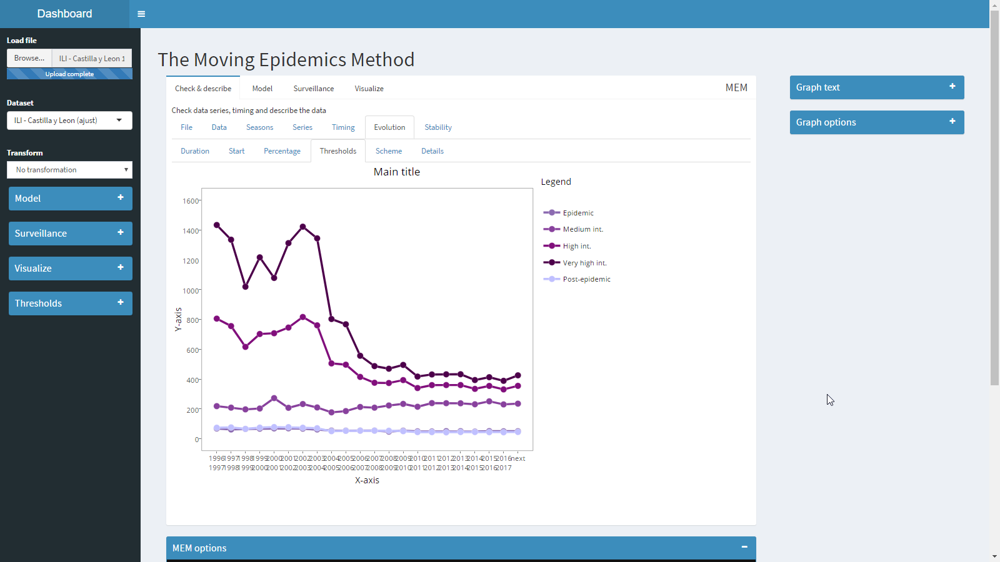 Dashboard
Load file
Browse...
ILI - Castilla y Leon 1
Upload complete
Dataset
ILI - Castilla y Leon (ajust)
Transform
No transformation
Model
Surveillance
Visualize
Thresholds
The Moving Epidemics Method
Check & describe Model Surveillance Visualize MEM
Check data series, timing and describe the data
File Data Seasons Series Timing Evolution Stability
Duration Start Percentage Thresholds Scheme Details
Main title
Legend
Epidemic
Medium int.
High int.
Very high int.
Post-epidemic
1600
1400
1200
1000
800
600
400
200
0
Y-axis
1996 1997 1998 1999 2000 2001 2002 2003 2004 2005 2006 2007 2008 2009 2010 2011 2012 2013 2014 2015 2016 next
1997 1998 1999 2000 2001 2002 2003 2004 2005 2006 2007 2008 2009 2010 2011 2012 2013 2014 2015 2016 2017
X-axis
MEM options
Graph text
Graph options